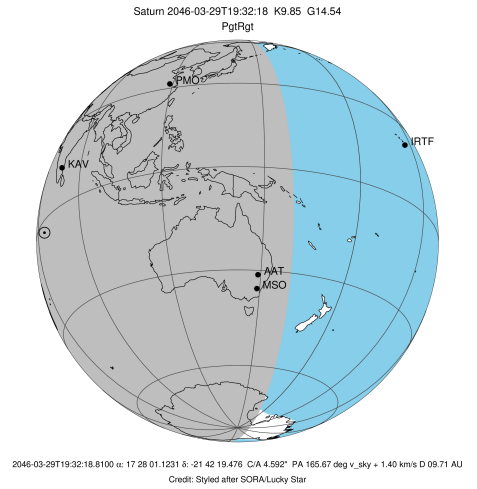 Saturn 2046-03-29T19:32:18 K9.85 G14.54
PgtRgt
PMO
IRTF
KAV
AAT
MSO
2046-03-29T19:32:18.8100 α: 17 28 01.1231 δ: -21 42 19.476 C/A 4.592" PA 165.67 deg v_sky + 1.40 km/s D 09.71 AU
Credit: Styled after SORA/Lucky Star